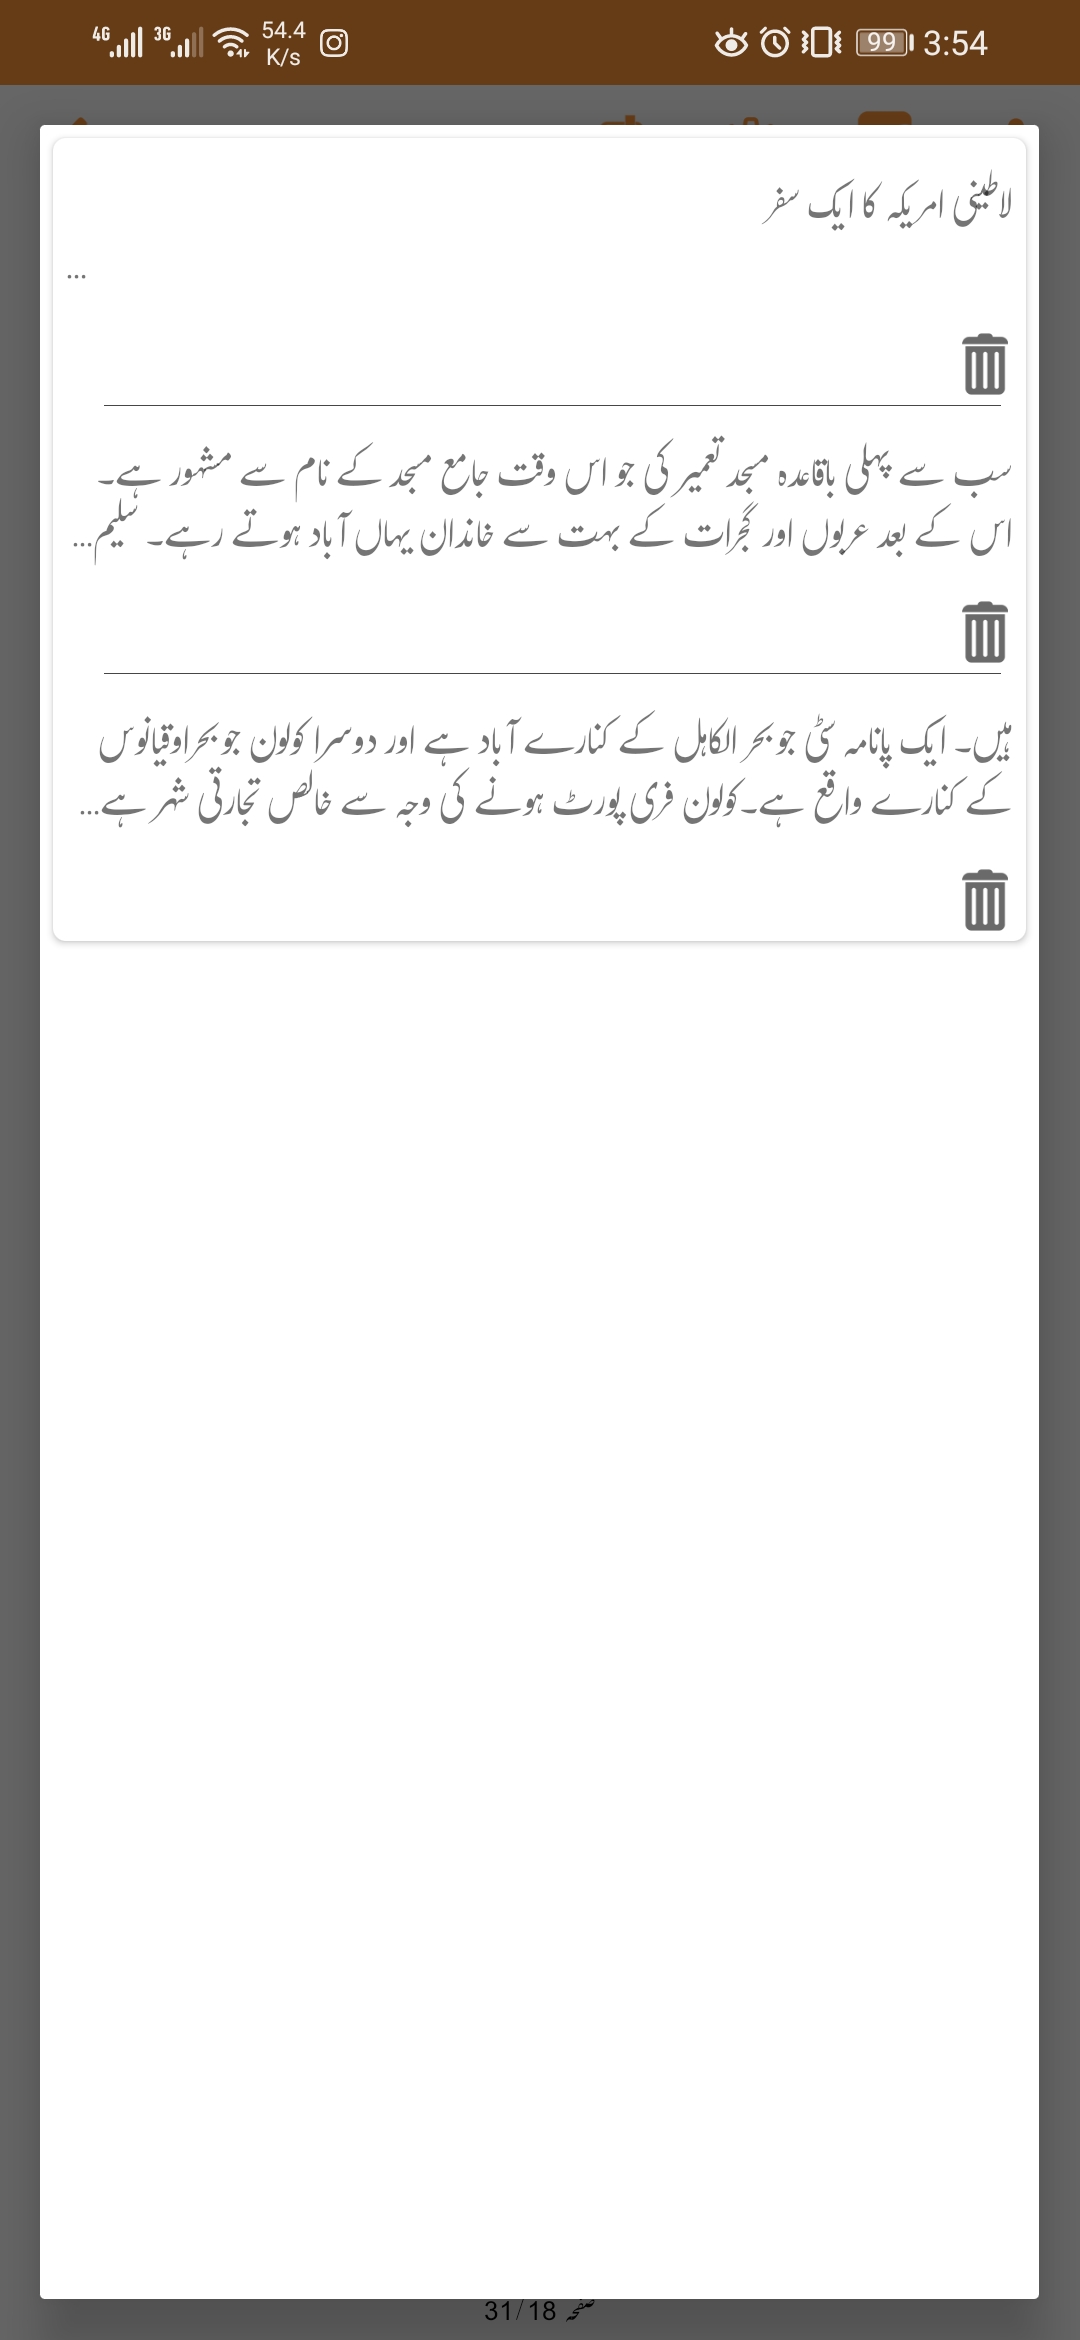 4G 3G 54.4 K/s 99 3:54
لاطینی امریکہ کا ایک سفر
...
سب سے پہلی باقاعدہ مسجد تعمیر کی جو اس وقت جامع مسجد کے نام سے مشہور ہے۔
اس کے بعد عربوں اور گجرات کے بہت سے خاندان یہاں آباد ہوتے رہے۔ سلیم...
ہیں۔ ایک پانامہ سٹی جو بحر الکاہل کے کنارے آباد ہے اور دوسرا کولون جو بحراوقیانوس
کے کنارے واقع ہے۔کولون فری پورٹ ہونے کی وجہ سے خالص تجارتی شہر ہے...
صفحہ 31/18